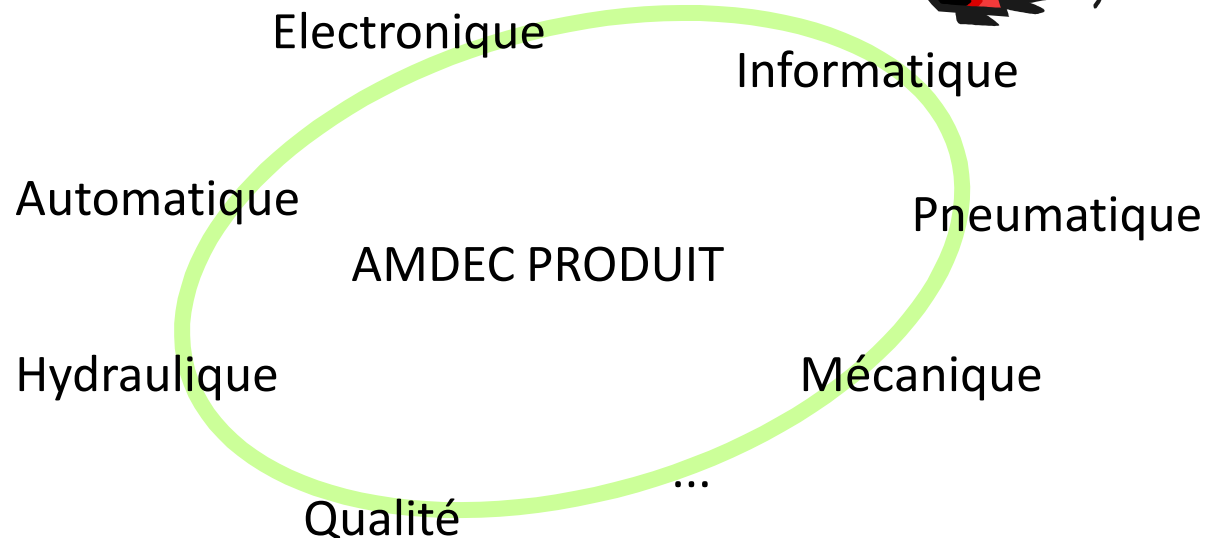 Electronique
Informatique
Automatique
Pneumatique
AMDEC PRODUIT
Hydraulique
Mécanique
...
Qualité